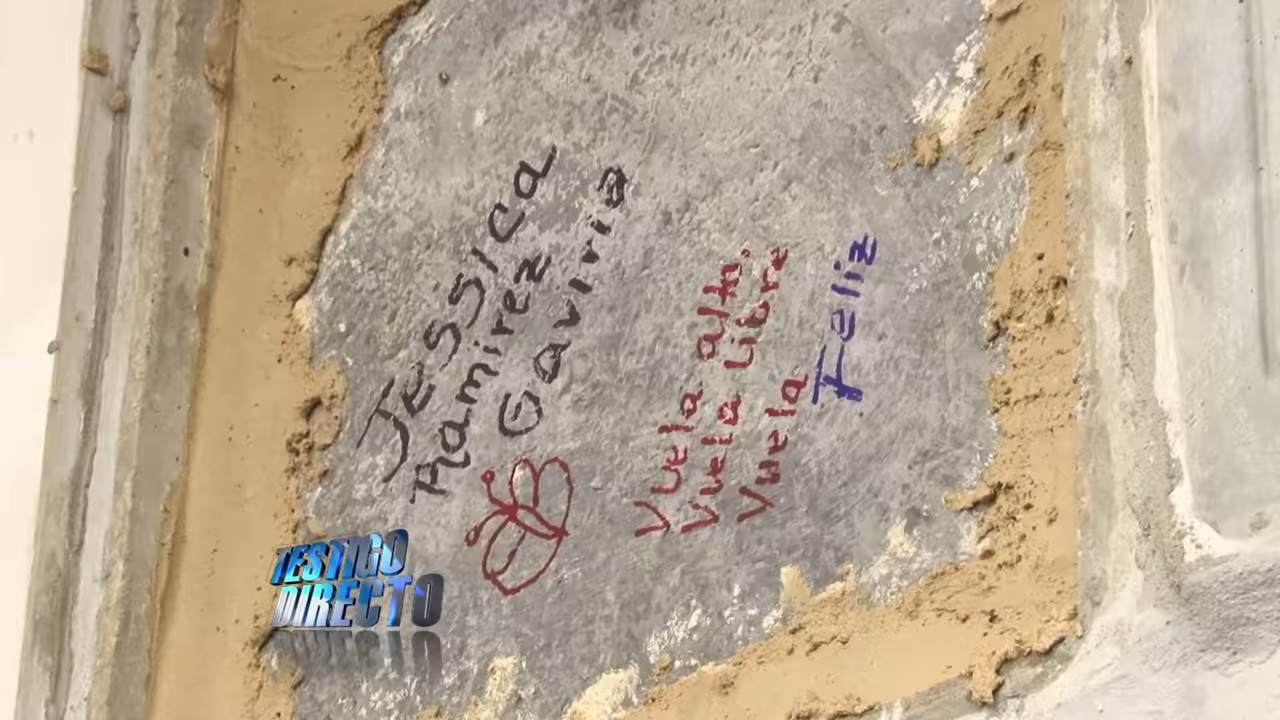 Jessica
Ramirez
Gaviria
Vuela alto.
Vuela Libre
Vuela
Feliz
TESTIGO
DIRECTO